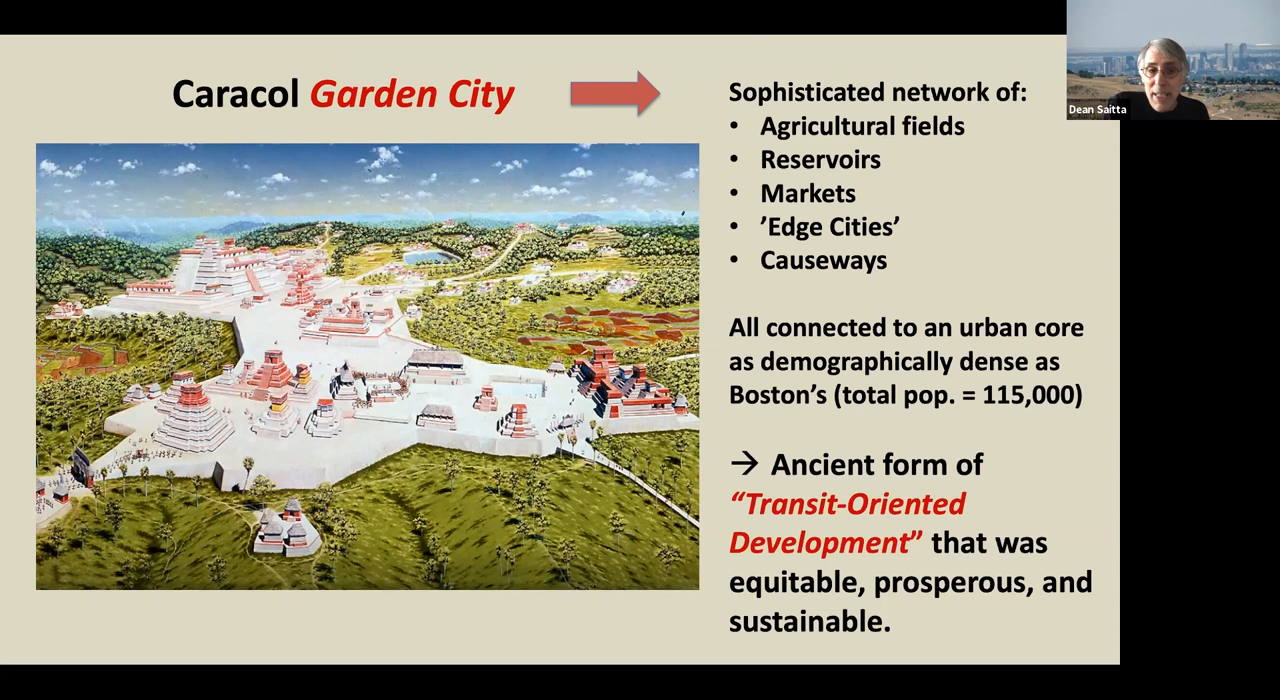 Caracol Garden City
Sophisticated network of:
• Agricultural fields
• Reservoirs
• Markets
• ’Edge Cities’
• Causeways
All connected to an urban core
as demographically dense as
Boston’s (total pop. = 115,000)
→ Ancient form of
“Transit-Oriented
Development” that was
equitable, prosperous, and
sustainable.
Dean Saitta